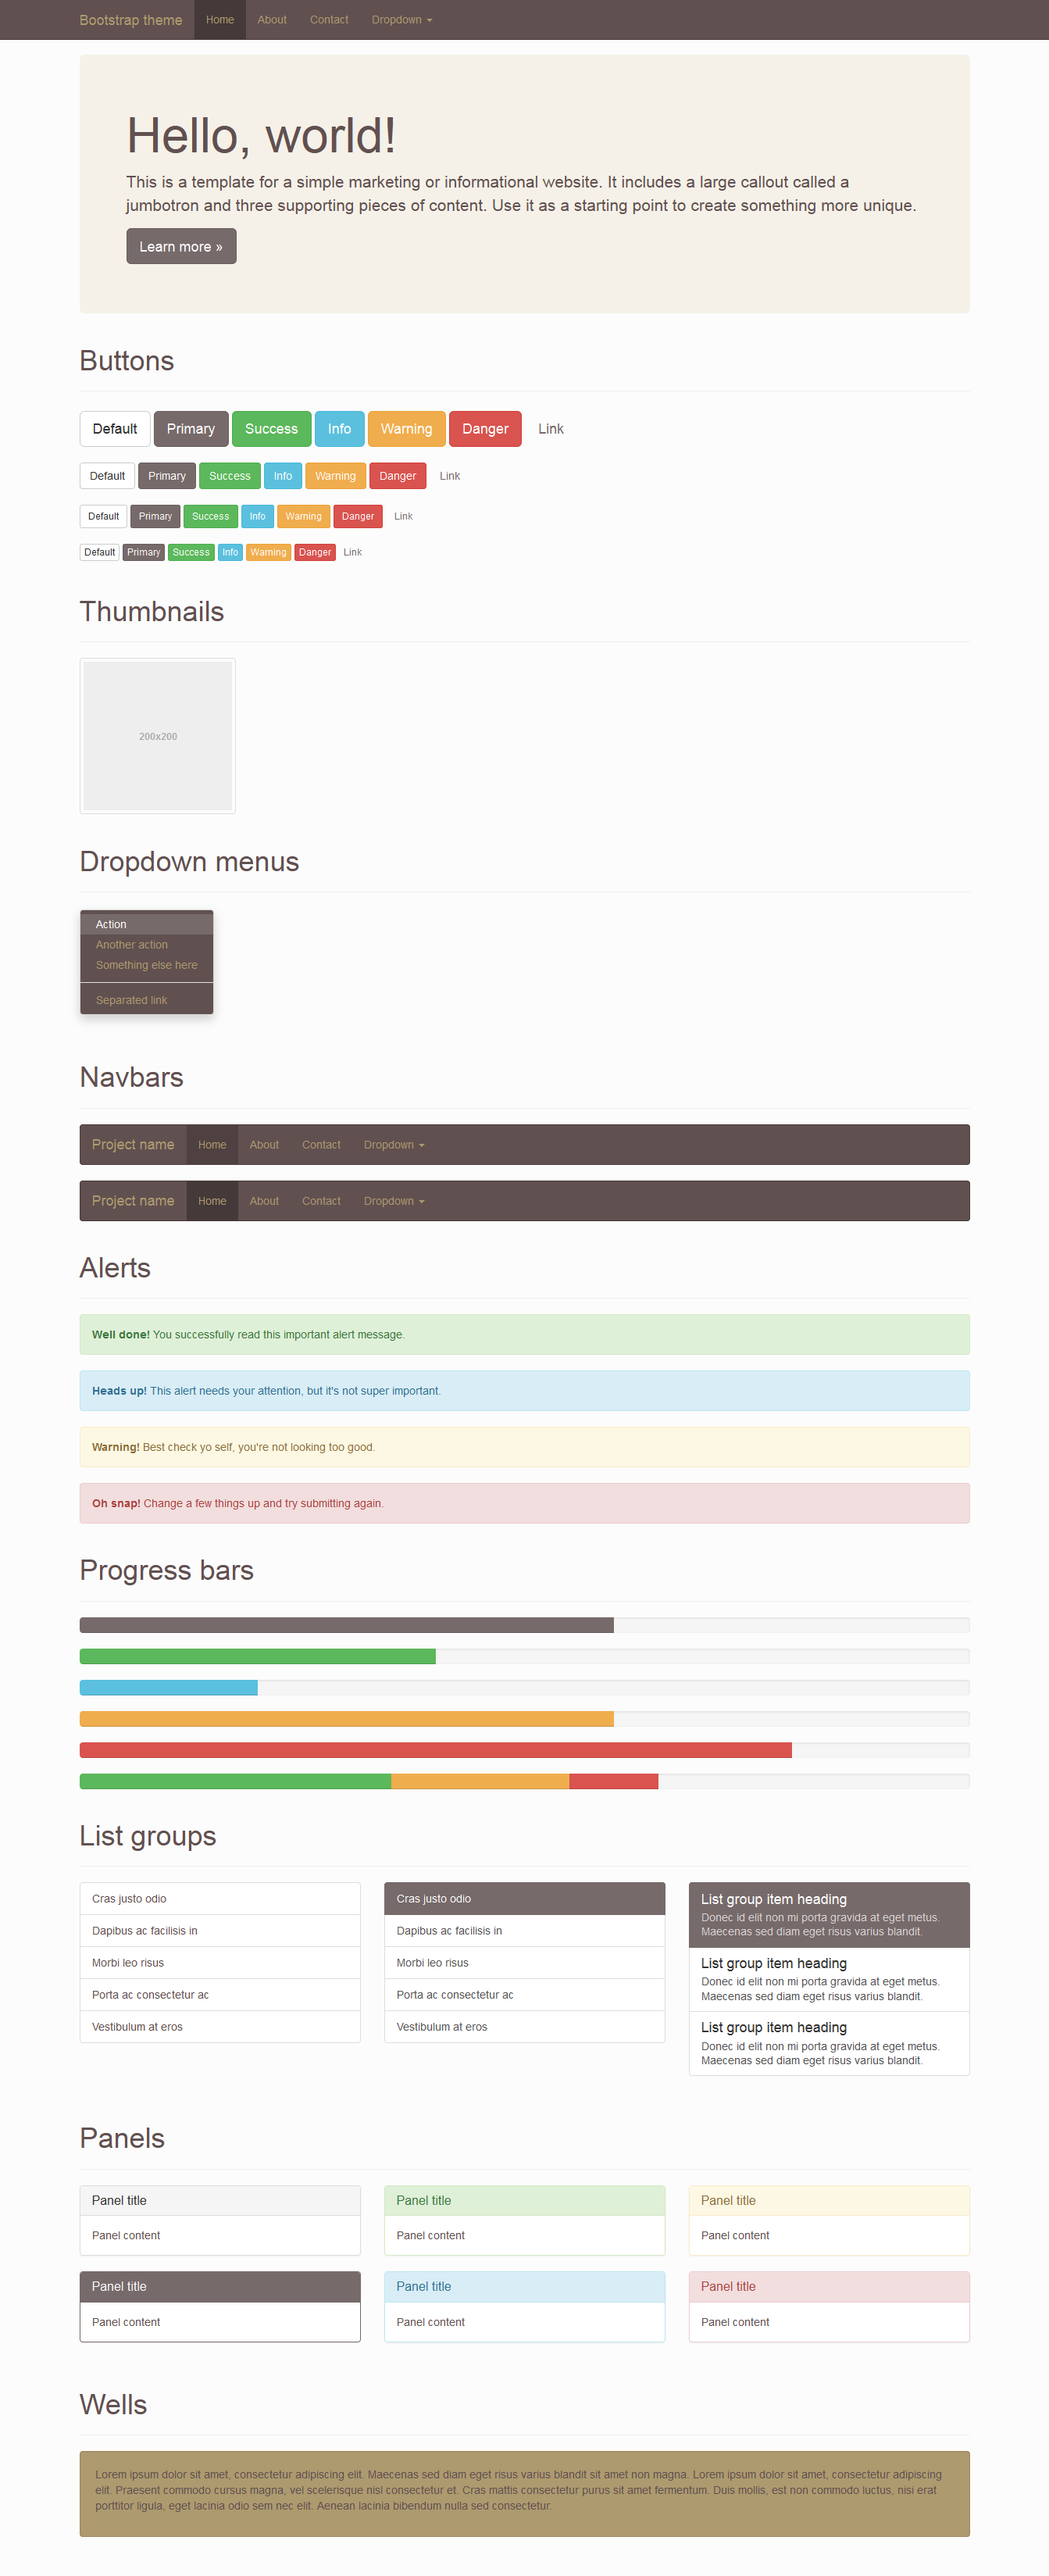 Bootstrap theme Home About Contact Dropdown
Hello, world!
This is a template for a simple marketing or informational website. It includes a large callout called a
jumbotron and three supporting pieces of content. Use it as a starting point to create something more unique.
Learn more »
Buttons
Default Primary Success Info Warning Danger Link
Default Primary Success Info Warning Danger Link
Default Primary Success Info Warning Danger Link
Default Primary Success Info Warning Danger Link
Thumbnails
200x200
Dropdown menus
Action
Another action
Something else here
Separated link
Navbars
Project name Home About Contact Dropdown
Project name Home About Contact Dropdown
Alerts
Well done! You successfully read this important alert message.
Heads up! This alert needs your attention, but it's not super important.
Warning! Best check yo self, you're not looking too good.
Oh snap! Change a few things up and try submitting again.
Progress bars
List groups
Cras justo odio
Dapibus ac facilisis in
Morbi leo risus
Porta ac consectetur ac
Vestibulum at eros
Cras justo odio
Dapibus ac facilisis in
Morbi leo risus
Porta ac consectetur ac
Vestibulum at eros
List group item heading
Donec id elit non mi porta gravida at eget metus.
Maecenas sed diam eget risus varius blandit.
List group item heading
Donec id elit non mi porta gravida at eget metus.
Maecenas sed diam eget risus varius blandit.
List group item heading
Donec id elit non mi porta gravida at eget metus.
Maecenas sed diam eget risus varius blandit.
Panels
Panel title
Panel content
Panel title
Panel content
Panel title
Panel content
Panel title
Panel content
Panel title
Panel content
Panel title
Panel content
Wells
Lorem ipsum dolor sit amet, consectetur adipiscing elit. Maecenas sed diam eget risus varius blandit sit amet non magna. Lorem ipsum dolor sit amet, consectetur adipiscing
elit. Praesent commodo cursus magna, vel scelerisque nisl consectetur et. Cras mattis consectetur purus sit amet fermentum. Duis mollis, est non commodo luctus, nisi erat
porttitor ligula, eget lacinia odio sem nec elit. Aenean lacinia bibendum nulla sed consectetur.